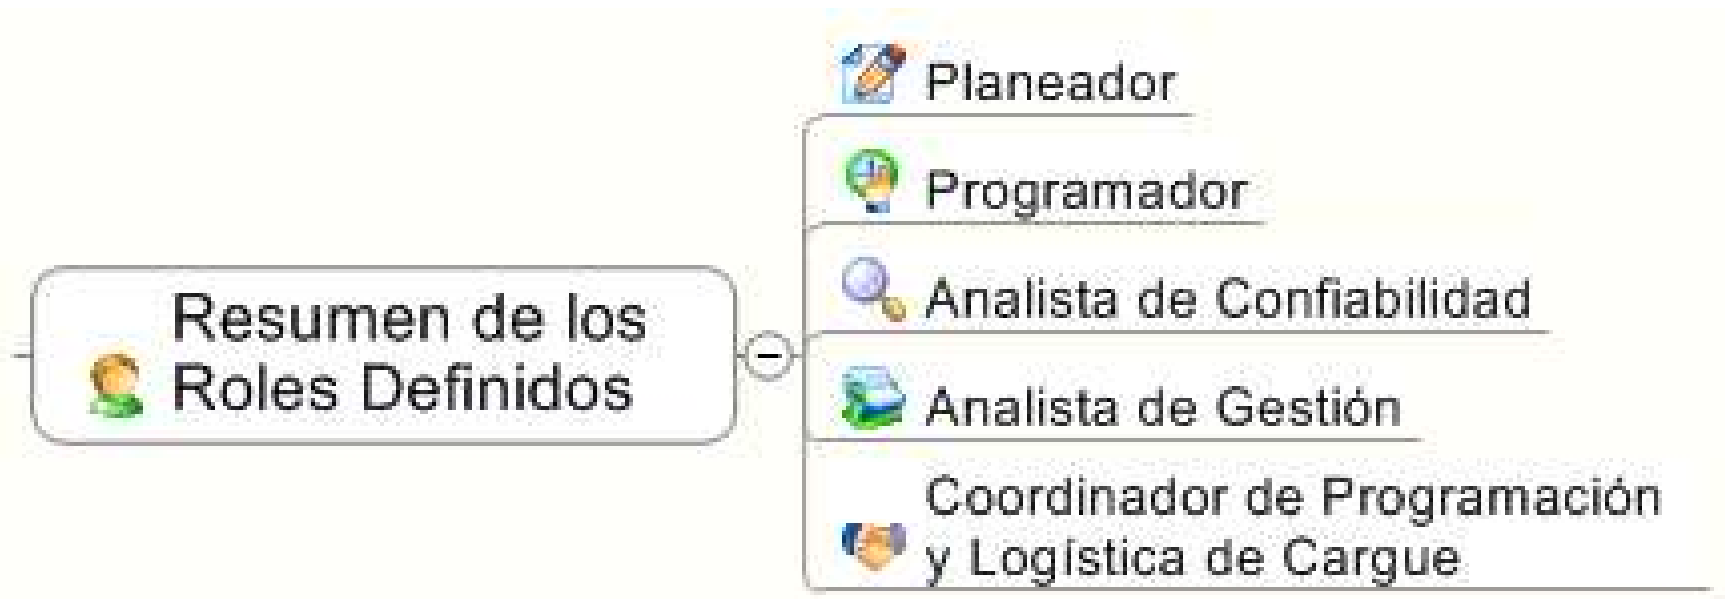 Planeador
Programador
Analista de Confiabilidad
Resumen de los
Roles Definidos
Analista de Gestión
Coordinador de Programación
y Logística de Cargue